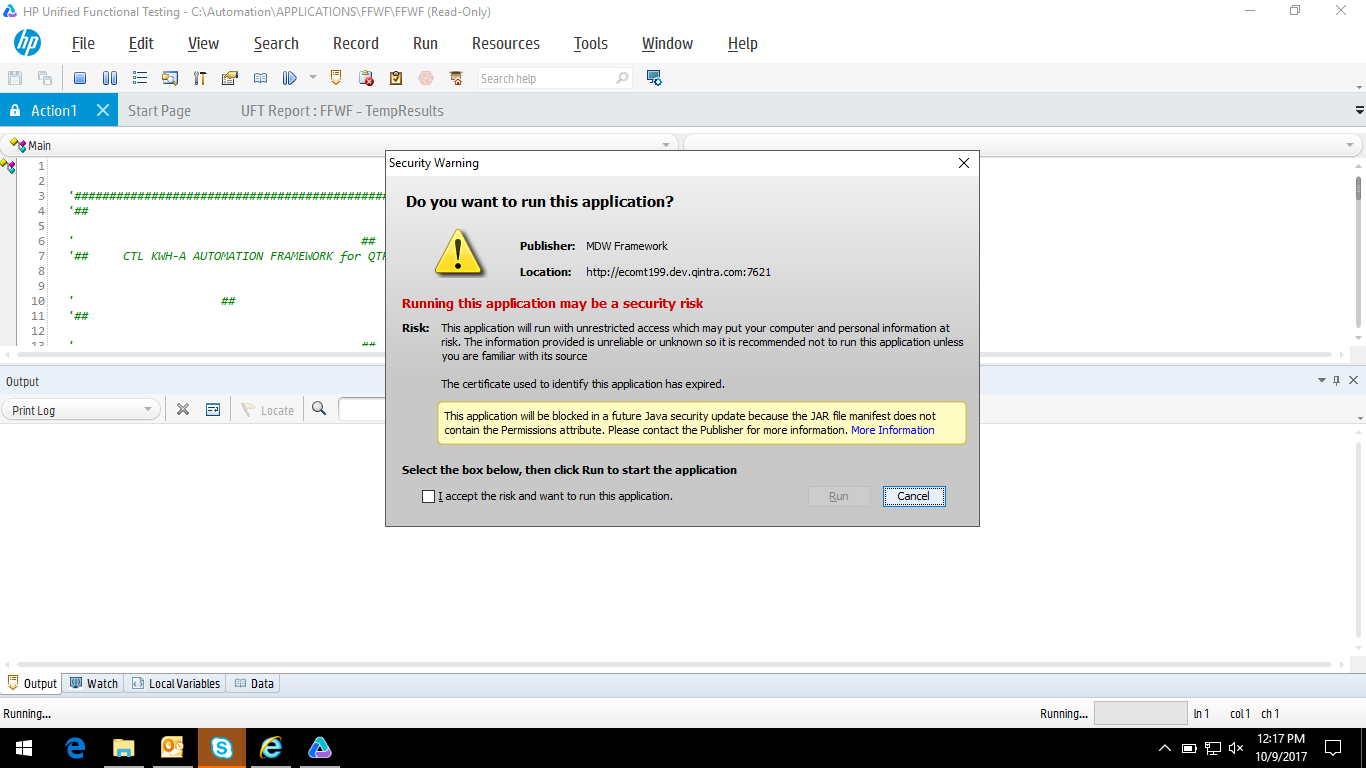 HP Unified Functional Testing - C:\Automation\APPLICATIONS\FFWF\FFWF (Read-Only)
hp File Edit View Search Record Run Resources Tools Window Help
Search help
Action1 Start Page UFT Report : FFWF - TempResults
Main
1
2
3 '#############################################
4 '##
5
6 ' ##
7 '## CTL KWH-A AUTOMATION FRAMEWORK for QTP
8
9
10 ' ##
11 '##
12
13 ' ##
Security Warning
Do you want to run this application?
Publisher: MDW Framework
Location: http://ecomt199.dev.qintra.com:7621
Running this application may be a security risk
Risk: This application will run with unrestricted access which may put your computer and personal information at
risk. The information provided is unreliable or unknown so it is recommended not to run this application unless
you are familiar with its source
The certificate used to identify this application has expired.
This application will be blocked in a future Java security update because the JAR file manifest does not
contain the Permissions attribute. Please contact the Publisher for more information. More Information
Select the box below, then click Run to start the application
I accept the risk and want to run this application.
Run Cancel
Output
Print Log Locate
Output Watch Local Variables Data
Running... Running... ln 1 col 1 ch 1
12:17 PM
10/9/2017